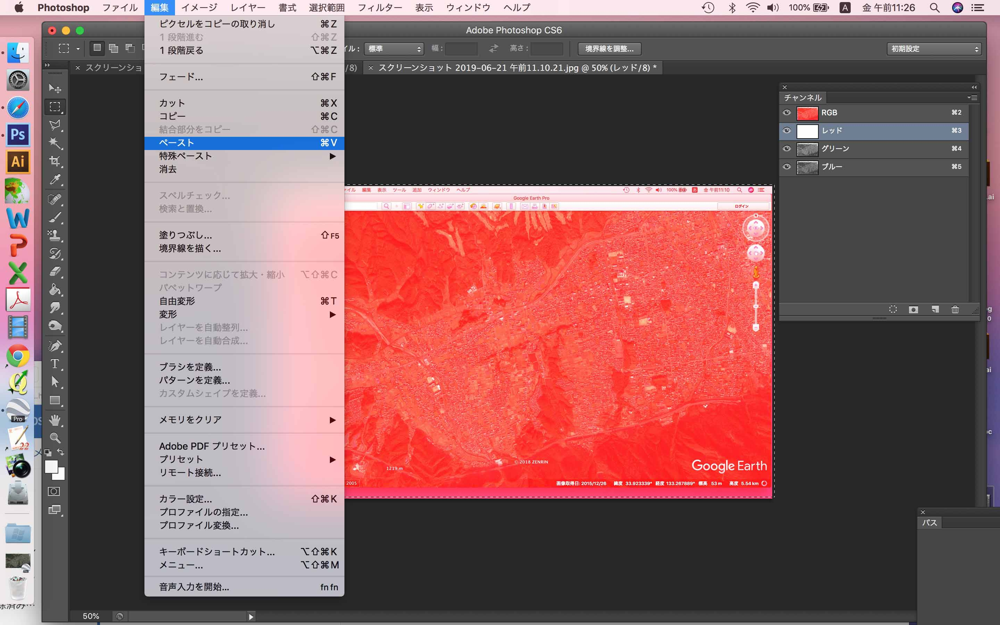 Photoshop ファイル 編集 イメージ レイヤー 書式 選択範囲 フィルター 表示 ウィンドウ ヘルプ 100% A 金 午前11:26
Adobe Photoshop CS6
イル： 標準 幅： 高さ： 境界線を調整... 初期設定
スクリーンショ /8) スクリーンショット 2019-06-21 午前11.10.21.jpg @ 50% (レッド/8) *
ピクセルをコピーの取り消し ⌘Z
1 段階進む ⇧⌘Z
1 段階戻る ⌥⌘Z
フェード... ⇧⌘F
カット ⌘X
コピー ⌘C
結合部分をコピー ⇧⌘C
ペースト ⌘V
特殊ペースト ▶
消去
スペルチェック...
検索と置換...
塗りつぶし... ⇧F5
境界線を描く...
コンテンツに応じて拡大・縮小 ⌥⇧⌘C
パペットワープ
自由変形 ⌘T
変形 ▶
レイヤーを自動整列...
レイヤーを自動合成...
ブラシを定義...
パターンを定義...
カスタムシェイプを定義...
メモリをクリア ▶
Adobe PDF プリセット...
プリセット ▶
リモート接続...
カラー設定... ⇧⌘K
プロファイルの指定...
プロファイル変換...
キーボードショートカット... ⌥⇧⌘K
メニュー... ⌥⇧⌘M
音声入力を開始... fn fn
チャンネル
RGB ⌘2
レッド ⌘3
グリーン ⌘4
ブルー ⌘5
イル 編集 表示 ツール 追加 ウィンドウ ヘルプ 100% あ 金 午前11:10
Google Earth Pro
ログイン
N
© 2018 ZENRIN
1219 m
Google Earth
2005
画像取得日: 2015/12/26 緯度 33.923339° 経度 133.267889° 標高 53 m 高度 5.54 km
パス
50%
Ps
Ai
W
P
X
Pro
22
T
.ai